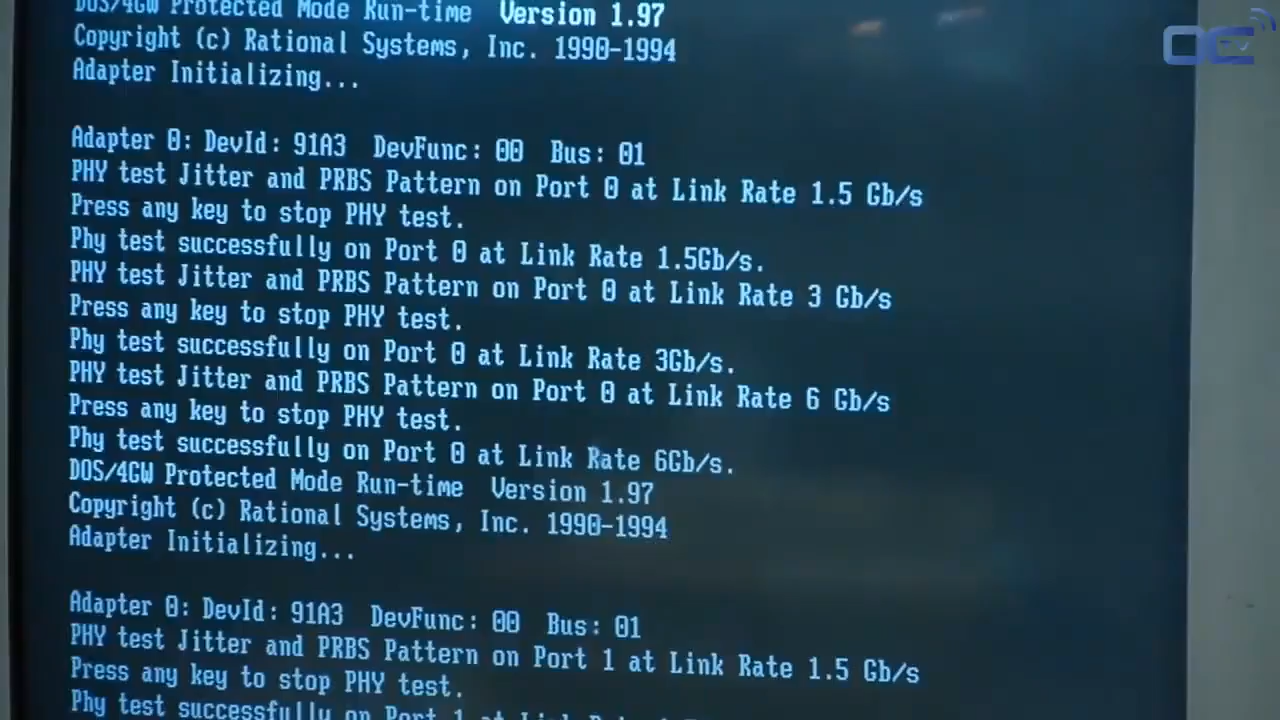 DOS/4GW Protected Mode Run-time  Version 1.97
Copyright (c) Rational Systems, Inc. 1990-1994
Adapter Initializing...
Adapter 0: DevId: 91A3  DevFunc: 00  Bus: 01
PHY test Jitter and PRBS Pattern on Port 0 at Link Rate 1.5 Gb/s
Press any key to stop PHY test.
Phy test successfully on Port 0 at Link Rate 1.5Gb/s.
PHY test Jitter and PRBS Pattern on Port 0 at Link Rate 3 Gb/s
Press any key to stop PHY test.
Phy test successfully on Port 0 at Link Rate 3Gb/s.
PHY test Jitter and PRBS Pattern on Port 0 at Link Rate 6 Gb/s
Press any key to stop PHY test.
Phy test successfully on Port 0 at Link Rate 6Gb/s.
DOS/4GW Protected Mode Run-time  Version 1.97
Copyright (c) Rational Systems, Inc. 1990-1994
Adapter Initializing...
Adapter 0: DevId: 91A3  DevFunc: 00  Bus: 01
PHY test Jitter and PRBS Pattern on Port 1 at Link Rate 1.5 Gb/s
Press any key to stop PHY test.
Phy test successfully on Port 1 at Link